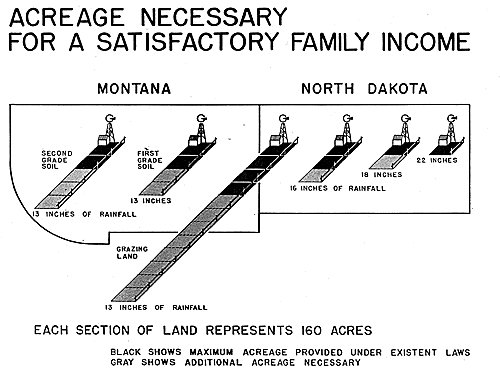 ACREAGE NECESSARY
FOR A SATISFACTORY FAMILY INCOME
MONTANA
NORTH DAKOTA
SECOND
GRADE
SOIL
FIRST
GRADE
SOIL
22 INCHES
18 INCHES
16 INCHES OF RAINFALL
13 INCHES
13 INCHES OF RAINFALL
GRAZING
LAND
13 INCHES OF RAINFALL
EACH SECTION OF LAND REPRESENTS 160 ACRES
BLACK SHOWS MAXIMUM ACREAGE PROVIDED UNDER EXISTENT LAWS
GRAY SHOWS ADDITIONAL ACREAGE NECESSARY